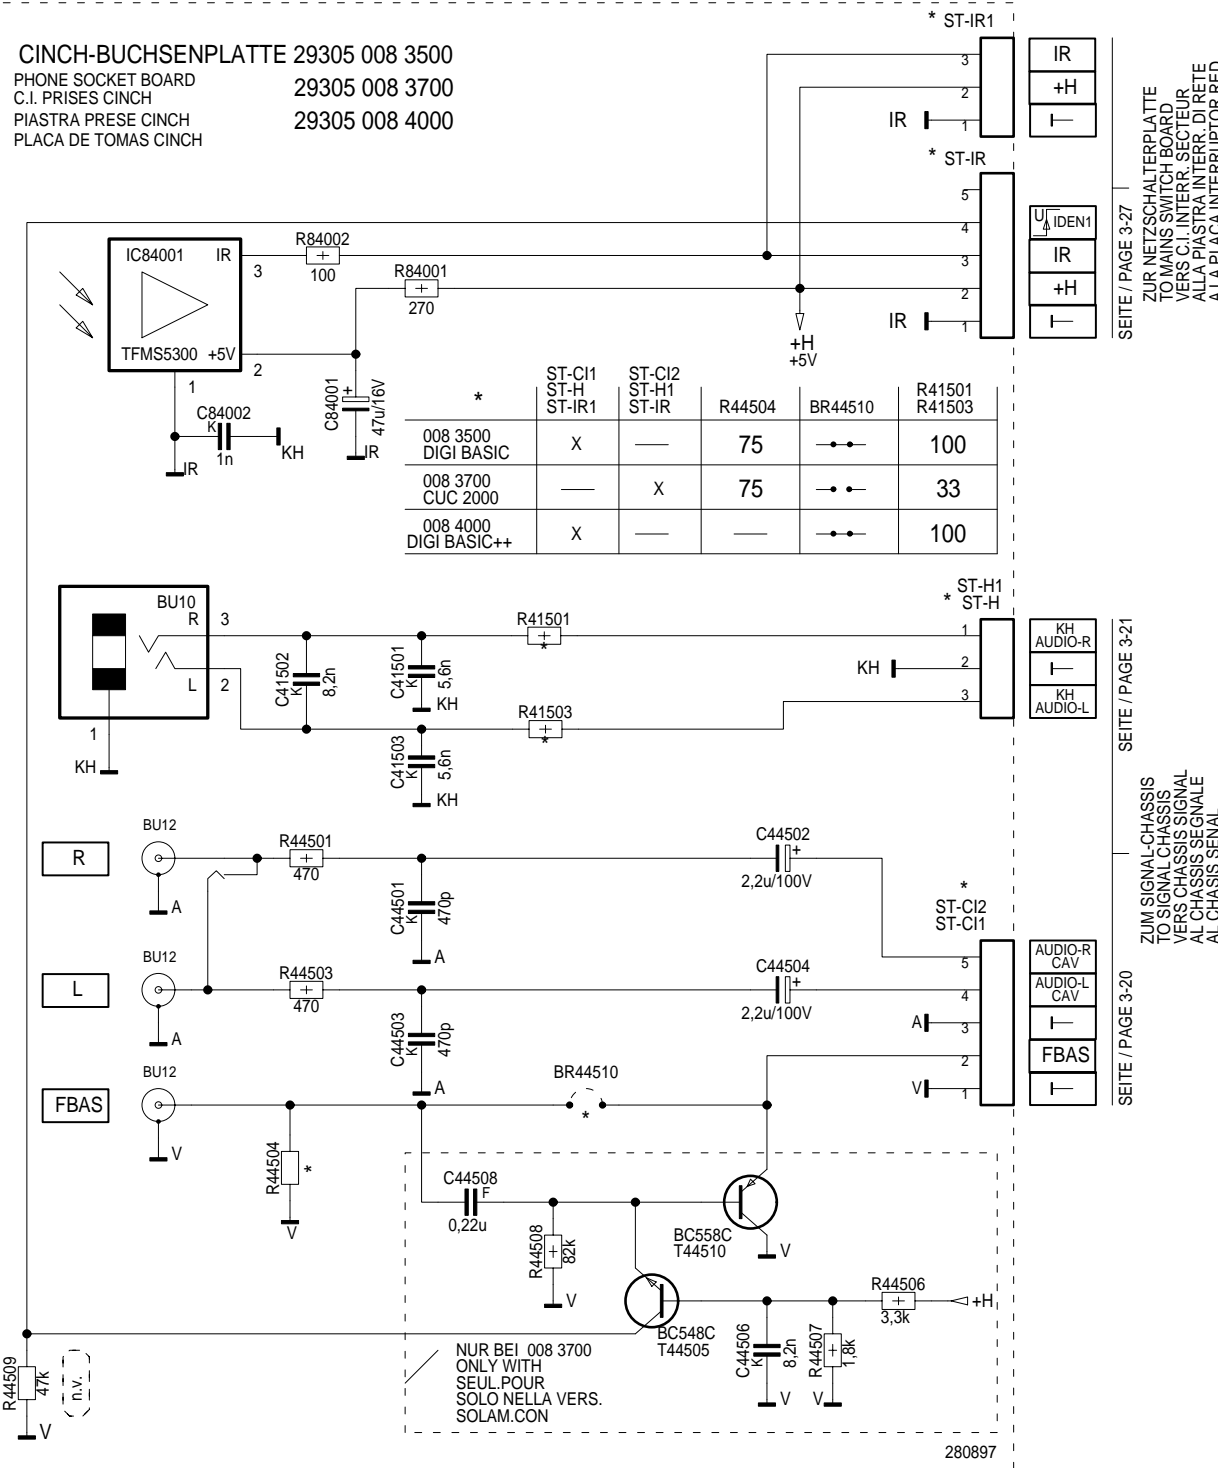 CINCH-BUCHSENPLATTE 29305 008 3500
PHONE SOCKET BOARD
C.I. PRISES CINCH
29305 008 3700
PIASTRA PRESE CINCH
29305 008 4000
PLACA DE TOMAS CINCH
* ST-IR1
3
IR
2
+H
IR
1
* ST-IR
5
4
U IDEN1
3
IR
2
+H
IR
1
ZUR NETZSCHALTERPLATTE
TO MAINS SWITCH BOARD
VERS C.I. INTERR. SECTEUR
ALLA PIASTRA INTERR. DI RETE
A LA PLACA INTERRUPTOR RED
SEITE / PAGE 3-27
IC84001 IR
3
TFMS5300 +5V
2
1
R84002
100
R84001
270
+H
+5V
C84001
+
47u/16V
IR
C84002
K
1n
KH
IR
*
ST-CI1
ST-H
ST-IR1
ST-CI2
ST-H1
ST-IR
R44504
BR44510
R41501
R41503
008 3500
DIGI BASIC
X
75
100
008 3700
CUC 2000
X
75
33
008 4000
DIGI BASIC++
X
100
BU10
R 3
L 2
1
KH
C41502
K
8,2n
C41501
K
5,6n
KH
R41501
+
*
R41503
+
*
C41503
K
5,6n
KH
ST-H1
* ST-H
1
KH
AUDIO-R
KH
2
3
KH
AUDIO-L
SEITE / PAGE 3-21
ZUM SIGNAL-CHASSIS
TO SIGNAL CHASSIS
VERS CHASSIS SIGNAL
AL CHASSIS SEGNALE
AL CHASIS SENAL
R
BU12
A
R44501
470
C44501
K
470p
A
C44502
+
2,2u/100V
*
ST-CI2
ST-CI1
5
AUDIO-R
CAV
4
AUDIO-L
CAV
A
3
2
FBAS
V
1
SEITE / PAGE 3-20
L
BU12
A
R44503
470
C44503
K
470p
A
C44504
+
2,2u/100V
FBAS
BU12
V
R44504
*
V
BR44510
*
C44508
F
0,22u
R44508
82k
V
BC558C
T44510
V
BC548C
T44505
C44506
K
8,2n
V
R44507
1,8k
V
R44506
3,3k
+H
R44509
47k
V
n.v.
NUR BEI 008 3700
ONLY WITH
SEUL.POUR
SOLO NELLA VERS.
SOLAM.CON
280897